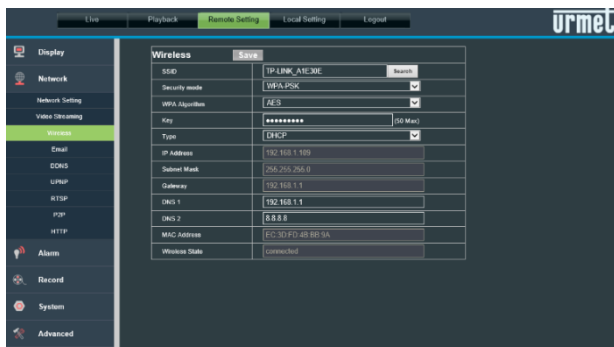 Live Playback Remote Setting Local Setting Logout
urmet
Display
Network
Network Setting
Video Streaming
Wireless
Email
DDNS
UPNP
RTSP
P2P
HTTP
Alarm
Record
System
Advanced
Wireless Save
SSID TP-LINK_A1E30E Search
Security mode WPA-PSK
WPA Algorithm AES
Key ●●●●●●●●● (50 Max)
Type DHCP
IP Address 192.168.1.109
Subnet Mask 255.255.255.0
Gateway 192.168.1.1
DNS 1 192.168.1.1
DNS 2 8.8.8.8
MAC Address EC:3D:FD:4B:BB:9A
Wireless State connected